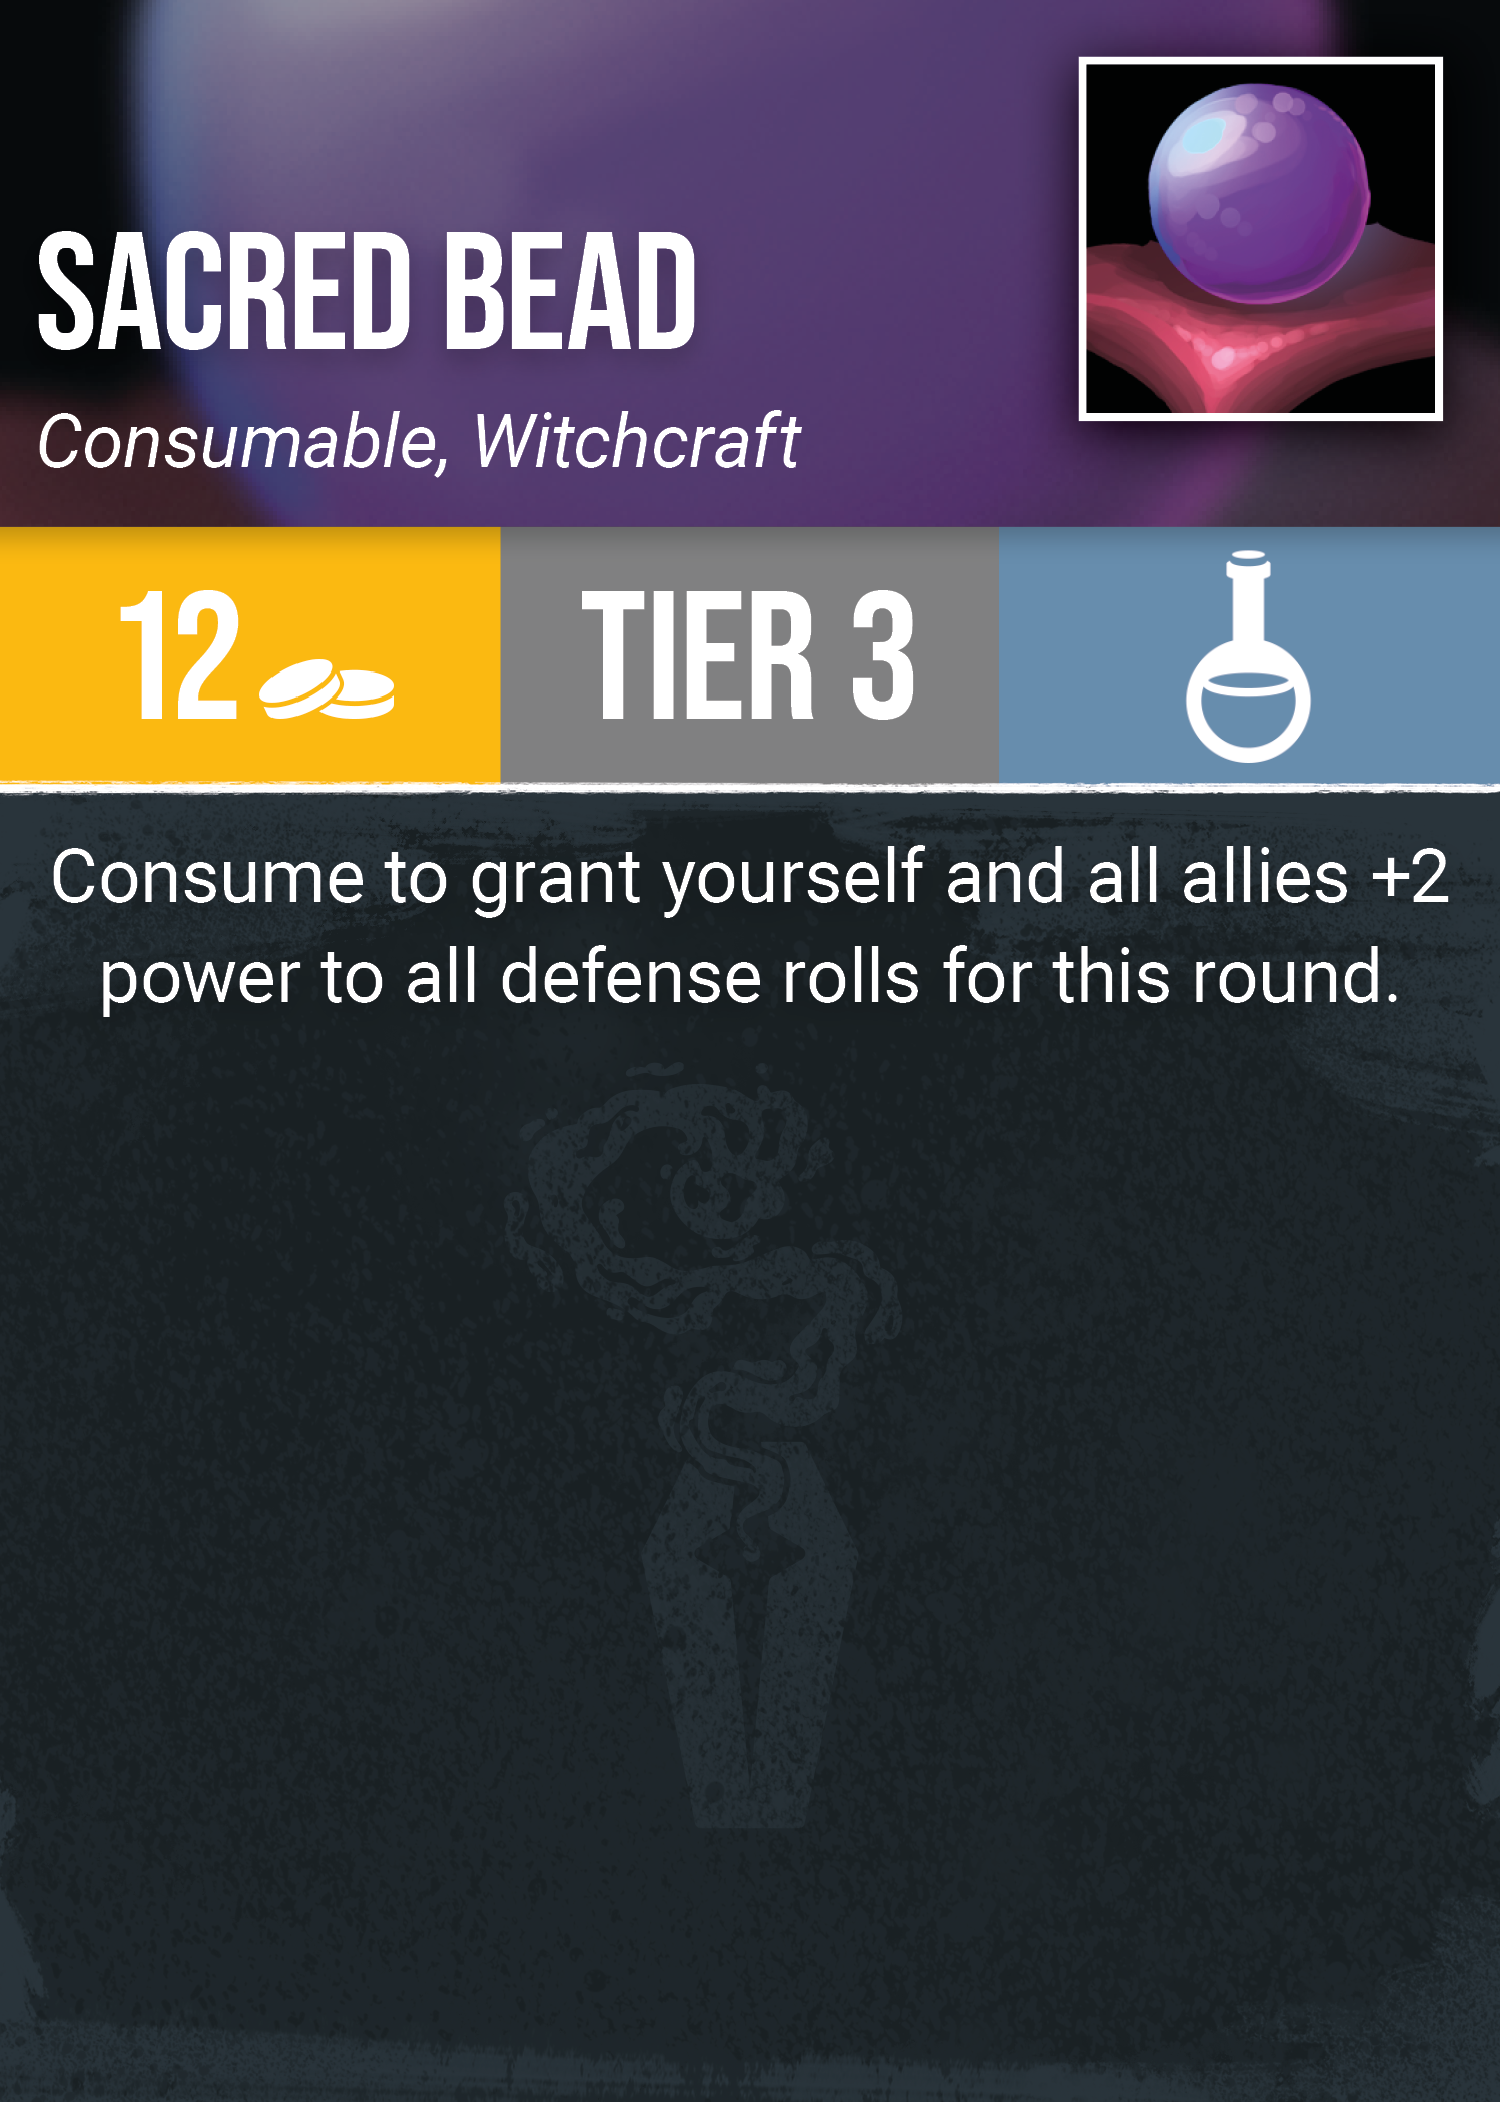 SACRED BEAD
Consumable, Witchcraft
12
TIER 3
Consume to grant yourself and all allies +2
power to all defense rolls for this round.